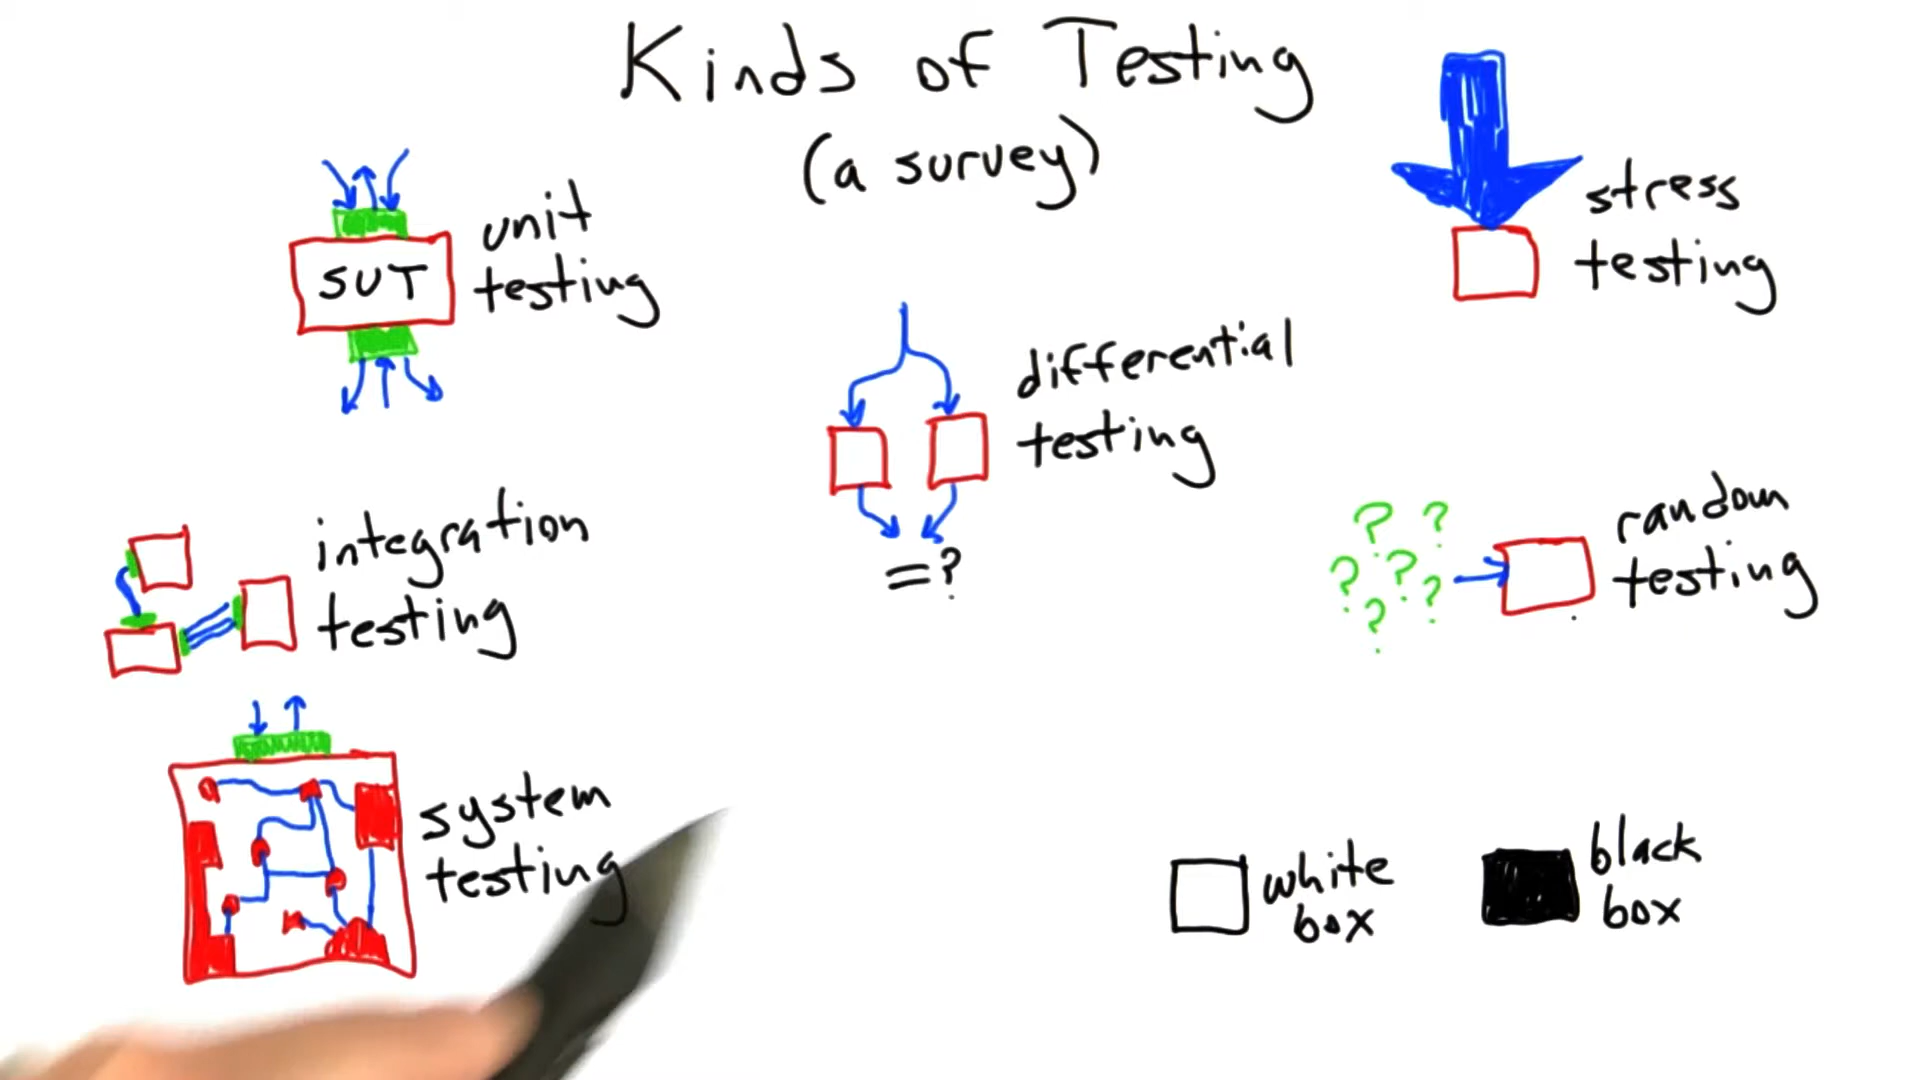 Kinds of Testing
(a survey)
unit
testing
SUT
stress
testing
differential
testing
=?
integration
testing
? ?
? ? ?
?
random
testing
system
testing
white
box
black
box